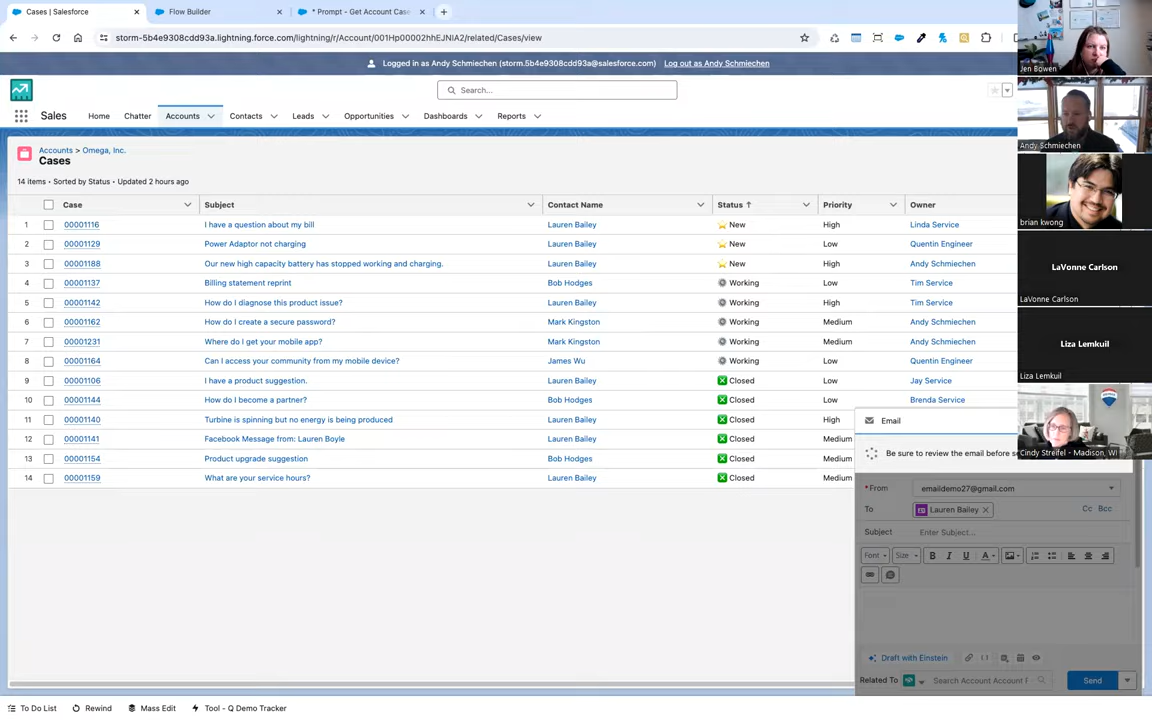 Cases | Salesforce
Flow Builder
* Prompt - Get Account Case
storm-5b4e9308cdd93a.lightning.force.com/lightning/r/Account/001Hp00002hhEJNIA2/related/Cases/view
Logged in as Andy Schmiechen (storm.5b4e9308cdd93a@salesforce.com) Log out as Andy Schmiechen
Search...
Sales Home Chatter Accounts Contacts Leads Opportunities Dashboards Reports
Accounts > Omega, Inc.
Cases
14 items • Sorted by Status • Updated 2 hours ago
Case Subject Contact Name Status ↑ Priority Owner
1 00001116 I have a question about my bill Lauren Bailey New High Linda Service
2 00001129 Power Adaptor not charging Lauren Bailey New Low Quentin Engineer
3 00001188 Our new high capacity battery has stopped working and charging. Lauren Bailey New High Andy Schmiechen
4 00001137 Billing statement reprint Bob Hodges Working Low Tim Service
5 00001142 How do I diagnose this product issue? Lauren Bailey Working High Tim Service
6 00001162 How do I create a secure password? Mark Kingston Working Medium Andy Schmiechen
7 00001231 Where do I get your mobile app? Mark Kingston Working Medium Andy Schmiechen
8 00001164 Can I access your community from my mobile device? James Wu Working Low Quentin Engineer
9 00001106 I have a product suggestion. Lauren Bailey Closed Low Jay Service
10 00001144 How do I become a partner? Bob Hodges Closed Low Brenda Service
11 00001140 Turbine is spinning but no energy is being produced Lauren Bailey Closed High
12 00001141 Facebook Message from: Lauren Boyle Lauren Bailey Closed Medium
13 00001154 Product upgrade suggestion Bob Hodges Closed Medium
14 00001159 What are your service hours? Lauren Bailey Closed Medium
Email
Be sure to review the email before se
*From emaildemo27@gmail.com
To Lauren Bailey Cc Bcc
Subject Enter Subject...
Font Size B I U A
Draft with Einstein
Related To Search Account Account F Send
To Do List Rewind Mass Edit Tool - Q Demo Tracker
Jen Bowen
Andy Schmiechen
brian kwong
LaVonne Carlson
LaVonne Carlson
Liza Lemkuil
Liza Lemkuil
Cindy Streifel - Madison, WI